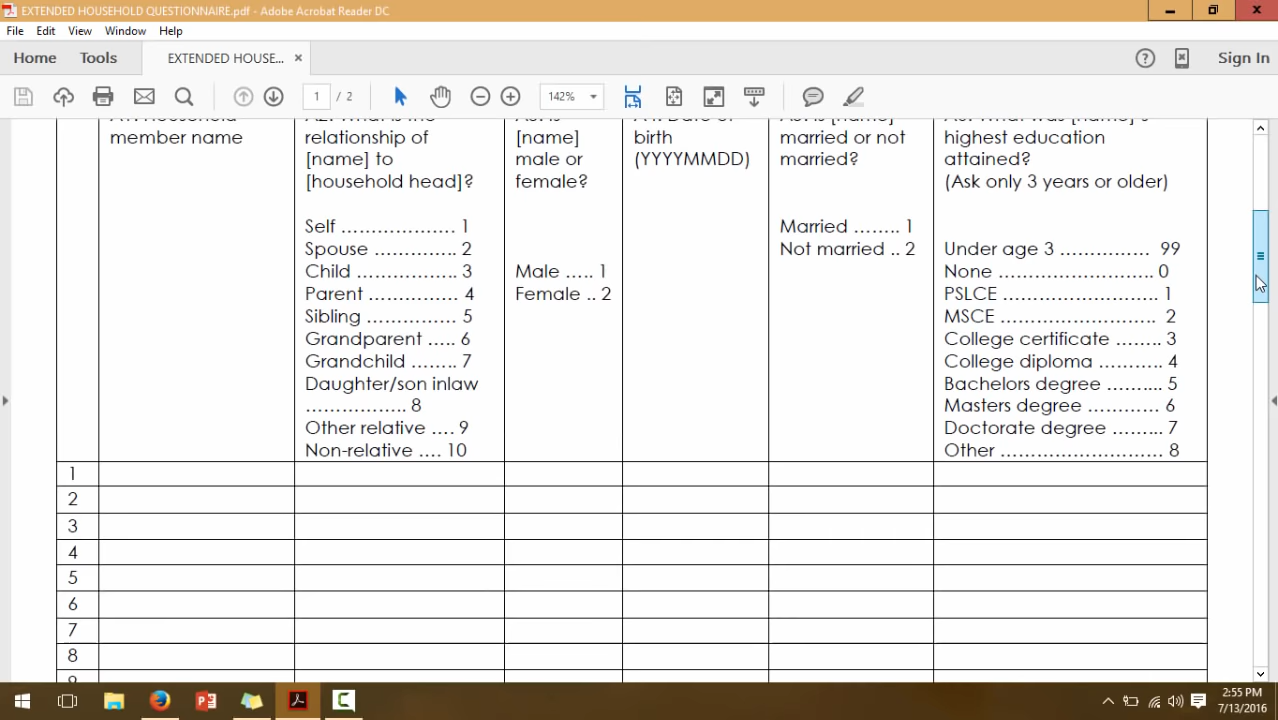 EXTENDED HOUSEHOLD QUESTIONNAIRE.pdf - Adobe Acrobat Reader DC
File Edit View Window Help
Home Tools EXTENDED HOUSE... × Sign In
1 / 2 142%
member name
relationship of
[name] to
[household head]?
Self ………………. 1
Spouse ………….. 2
Child ……………. 3
Parent …………… 4
Sibling …………… 5
Grandparent ….. 6
Grandchild …….. 7
Daughter/son inlaw
…………….. 8
Other relative …. 9
Non-relative …. 10
[name]
male or
female?
Male ….. 1
Female .. 2
birth
(YYYYMMDD)
married or not
married?
Married …….. 1
Not married .. 2
highest education
attained?
(Ask only 3 years or older)
Under age 3 …………… 99
None …………………….. 0
PSLCE ……………………. 1
MSCE ……………………. 2
College certificate …….. 3
College diploma ……….. 4
Bachelors degree ……... 5
Masters degree ………… 6
Doctorate degree …….. 7
Other ……………………… 8
1
2
3
4
5
6
7
8
2:55 PM
7/13/2016